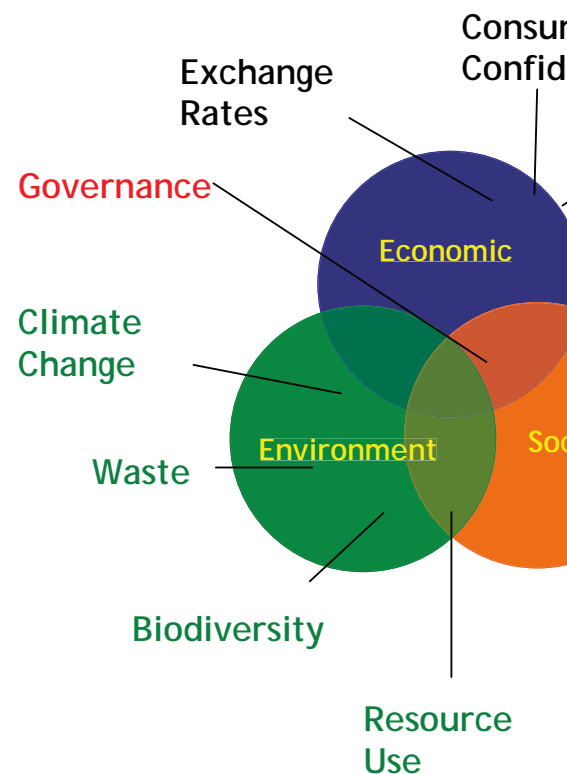 Exchange
Rates
Governance
Economic
Climate
Change
Environment
Waste
Biodiversity
Resource
Use